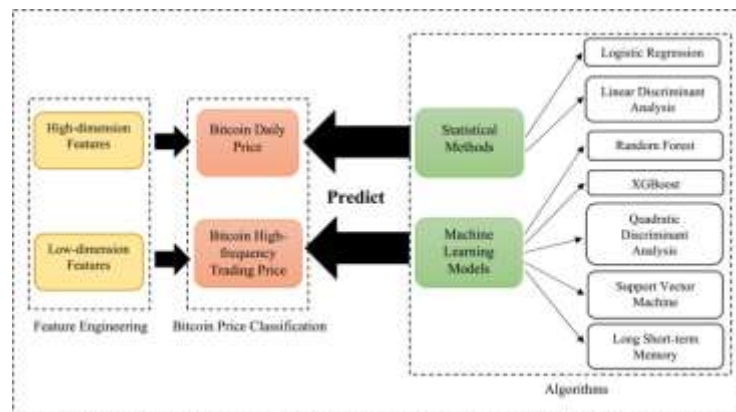 High-dimension
Features
Low-dimension
Features
Feature Engineering
Bitcoin Daily
Price
Bitcoin High-
frequency
Trading Price
Bitcoin Price Classification
Predict
Statistical
Methods
Machine
Learning
Models
Logistic Regression
Linear Discriminant
Analysis
Random Forest
XGBoost
Quadratic
Discriminant
Analysis
Support Vector
Machine
Long Short-term
Memory
Algorithms